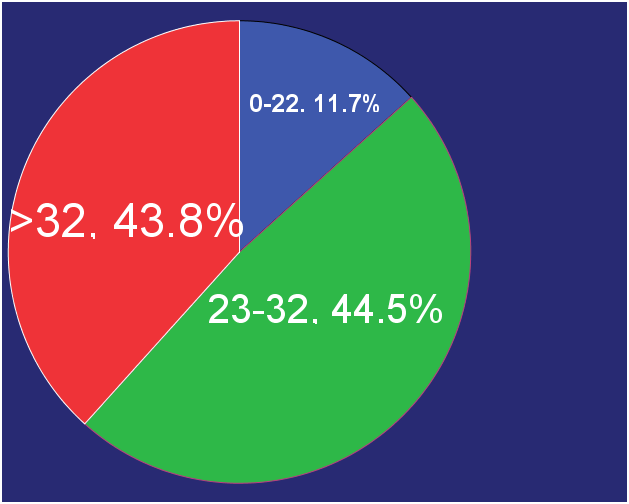 0-22. 11.7%
>32, 43.8%
23-32, 44.5%